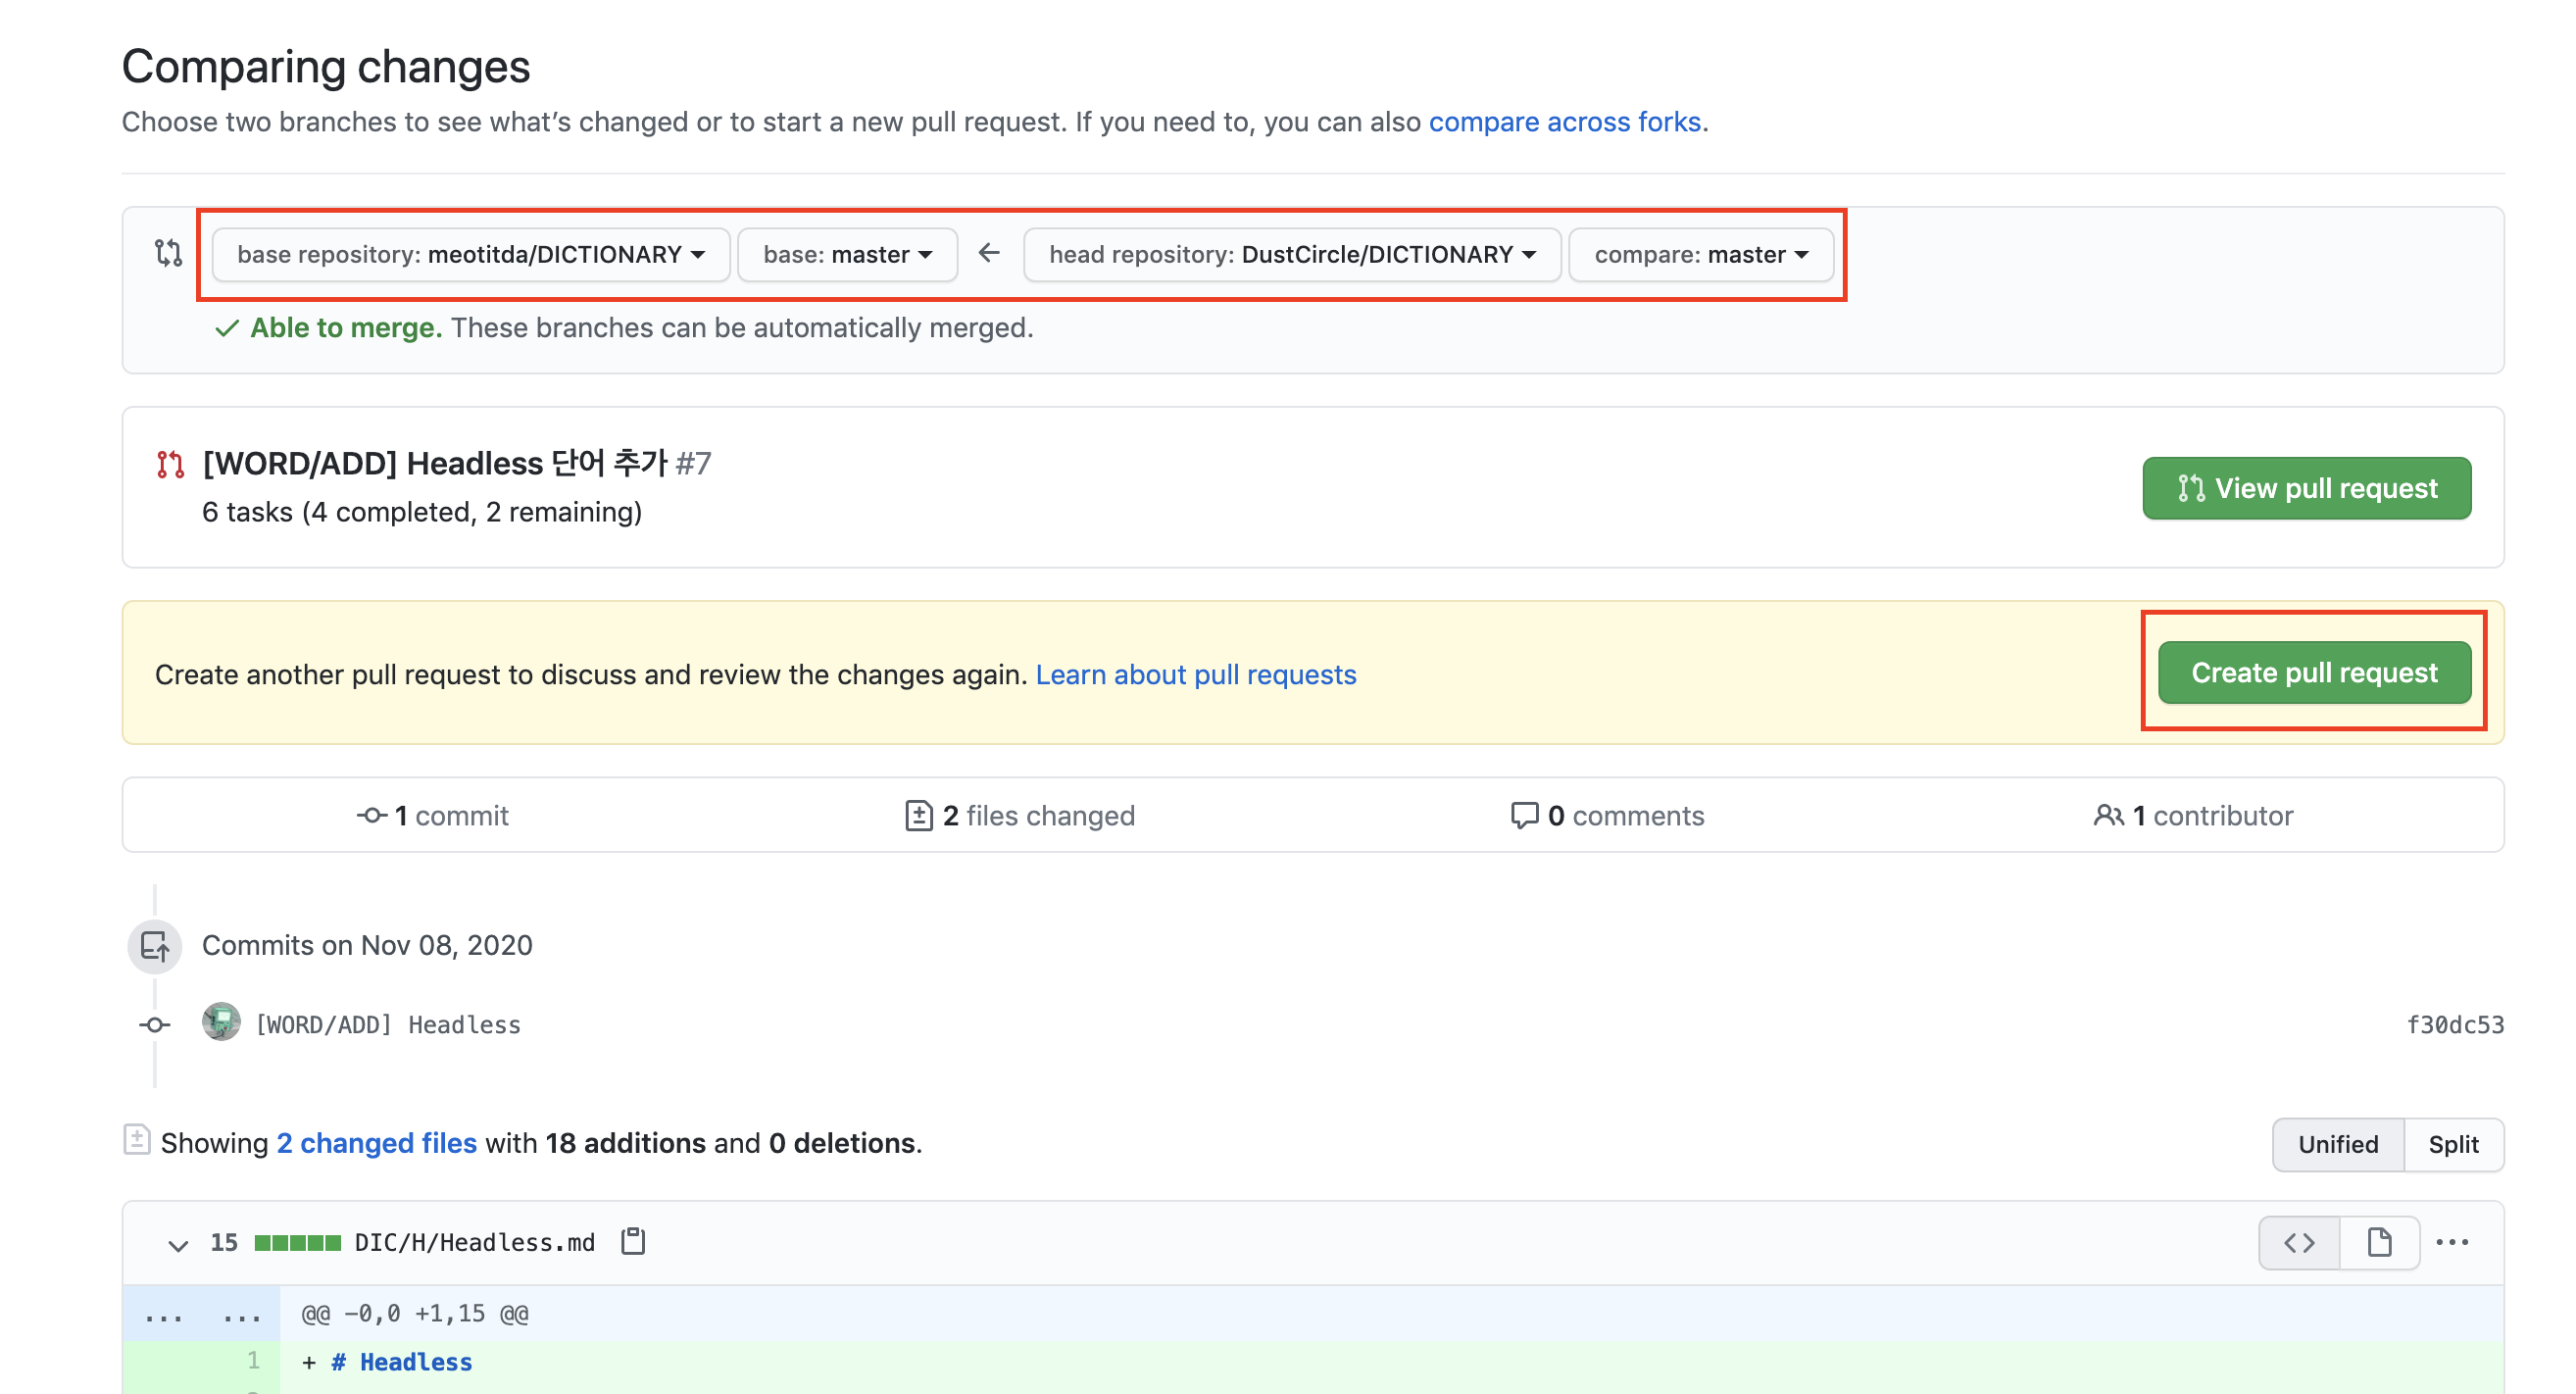 Comparing changes
Choose two branches to see what’s changed or to start a new pull request. If you need to, you can also compare across forks.
base repository: meotitda/DICTIONARY base: master ← head repository: DustCircle/DICTIONARY compare: master
Able to merge. These branches can be automatically merged.
[WORD/ADD] Headless 단어 추가 #7
6 tasks (4 completed, 2 remaining)
View pull request
Create another pull request to discuss and review the changes again. Learn about pull requests
Create pull request
1 commit 2 files changed 0 comments 1 contributor
Commits on Nov 08, 2020
[WORD/ADD] Headless f30dc53
Showing 2 changed files with 18 additions and 0 deletions.
Unified Split
15 DIC/H/Headless.md
... ... @@ −0,0 +1,15 @@
1 + # Headless